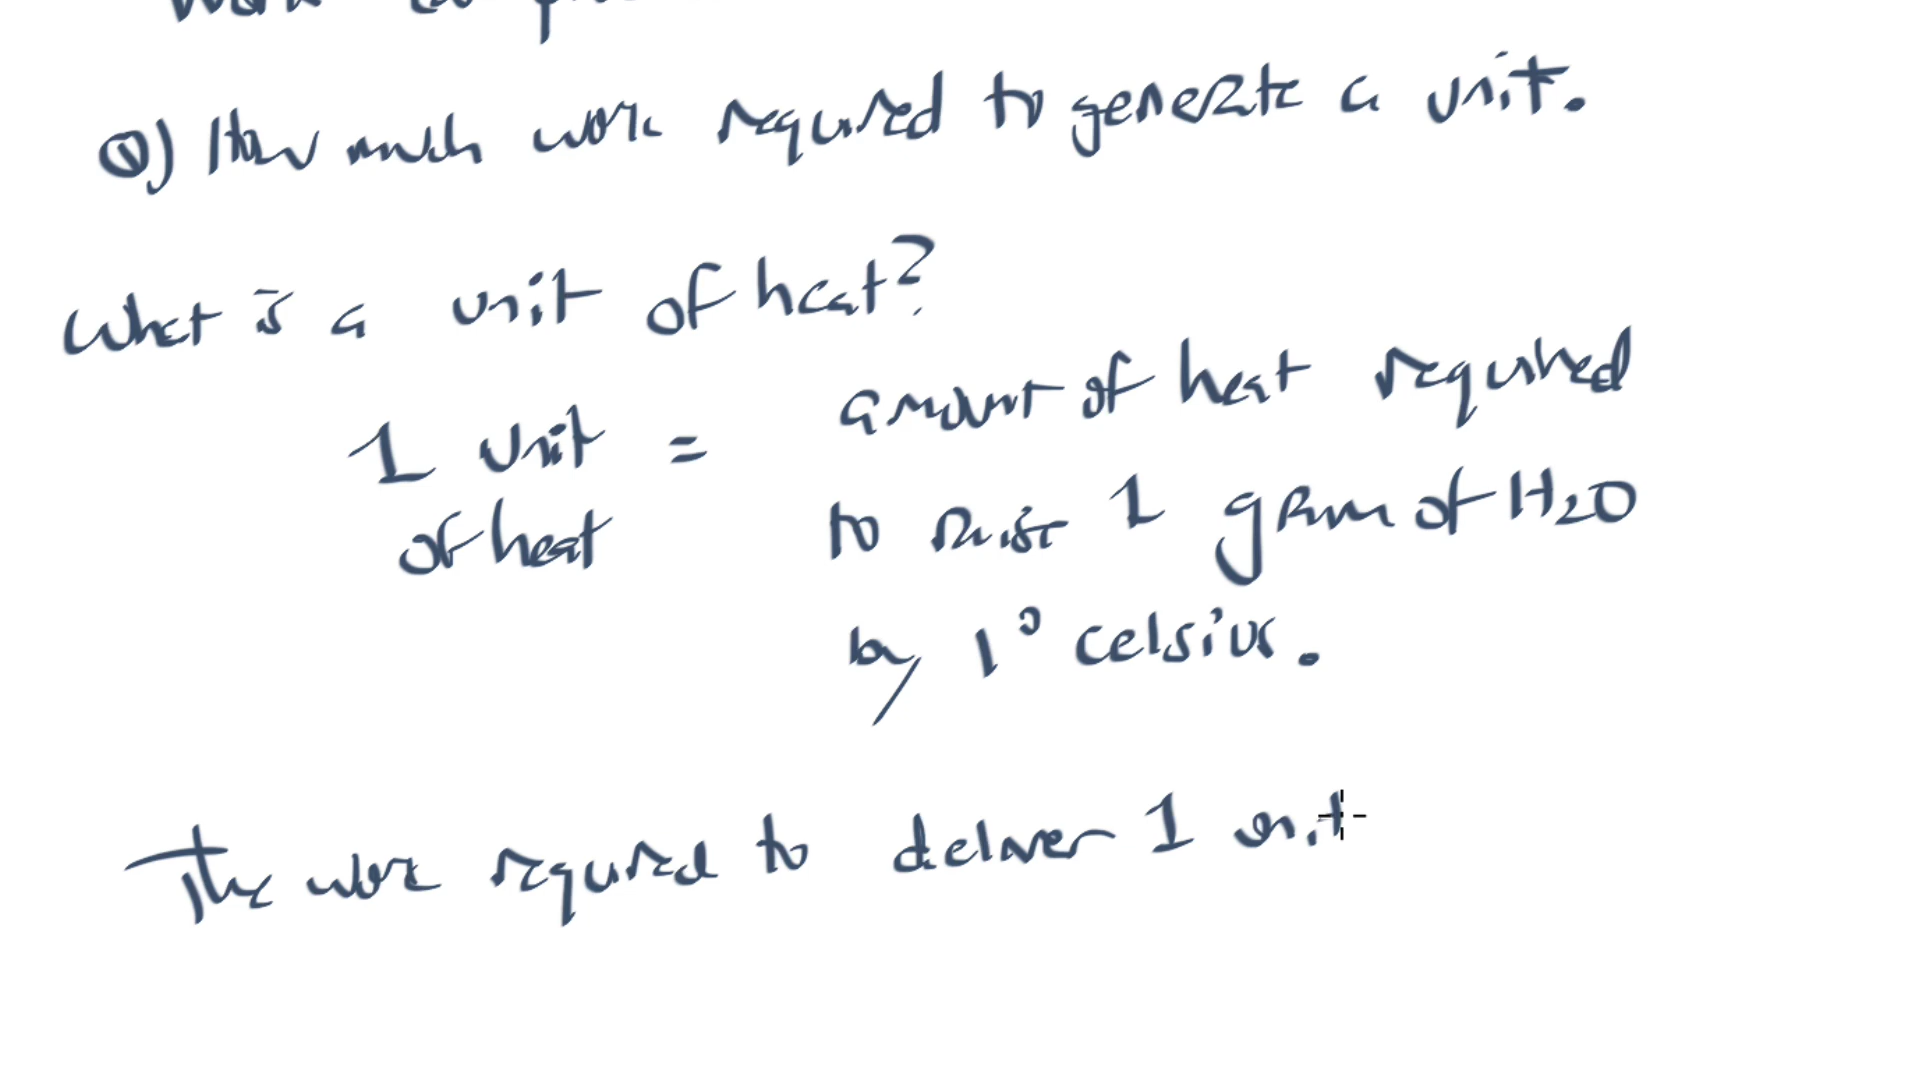 Q) How much work required to generate a unit.
What is a unit of heat?
1 unit of heat = amount of heat required
to raise 1 gram of H2O
by 1° celsius.
The work required to deliver 1 unit